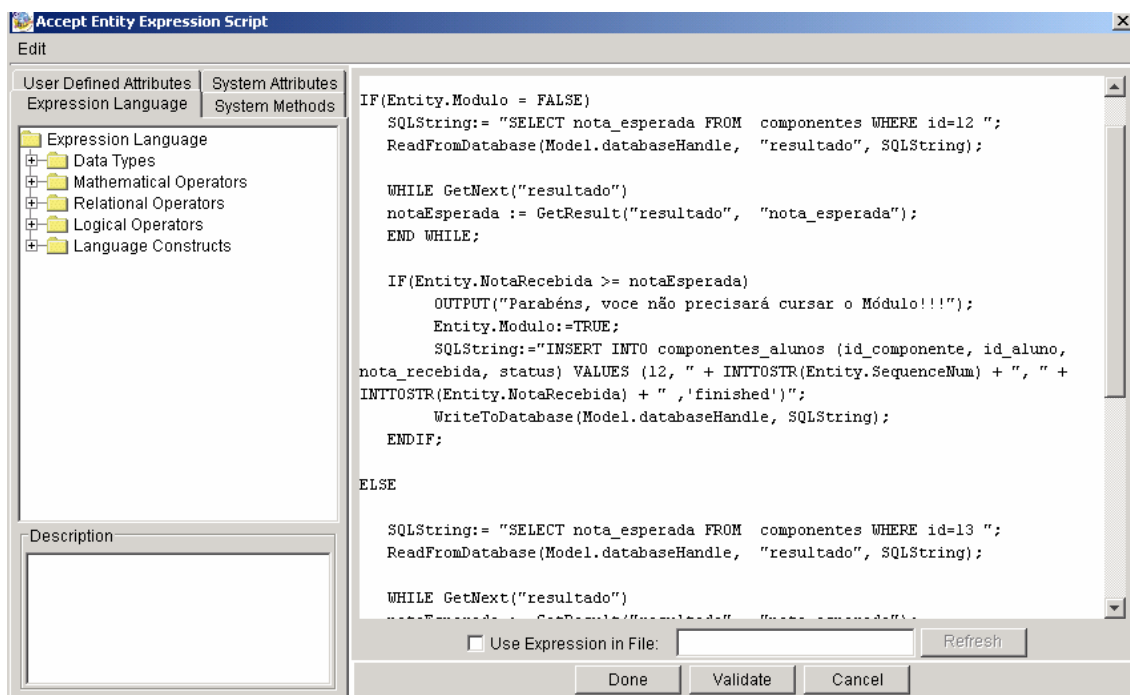 Accept Entity Expression Script
Edit
User Defined Attributes
System Attributes
Expression Language
System Methods
Expression Language
Data Types
Mathematical Operators
Relational Operators
Logical Operators
Language Constructs
Description
IF(Entity.Modulo = FALSE)
SQLString:= "SELECT nota_esperada FROM  componentes WHERE id=12 ";
ReadFromDatabase(Model.databaseHandle,  "resultado", SQLString);
WHILE GetNext("resultado")
notaEsperada := GetResult("resultado",  "nota_esperada");
END WHILE;
IF(Entity.NotaRecebida >= notaEsperada)
OUTPUT("Parabéns, voce não precisará cursar o Módulo!!!");
Entity.Modulo:=TRUE;
SQLString:="INSERT INTO componentes_alunos (id_componente, id_aluno,
nota_recebida, status) VALUES (12, " + INTTOSTR(Entity.SequenceNum) + ", " +
INTTOSTR(Entity.NotaRecebida) + " ,'finished')";
WriteToDatabase(Model.databaseHandle, SQLString);
ENDIF;
ELSE
SQLString:= "SELECT nota_esperada FROM  componentes WHERE id=13 ";
ReadFromDatabase(Model.databaseHandle,  "resultado", SQLString);
WHILE GetNext("resultado")
notaEsperada := GetResult("resultado",  "nota_esperada");
Use Expression in File:
Refresh
Done
Validate
Cancel